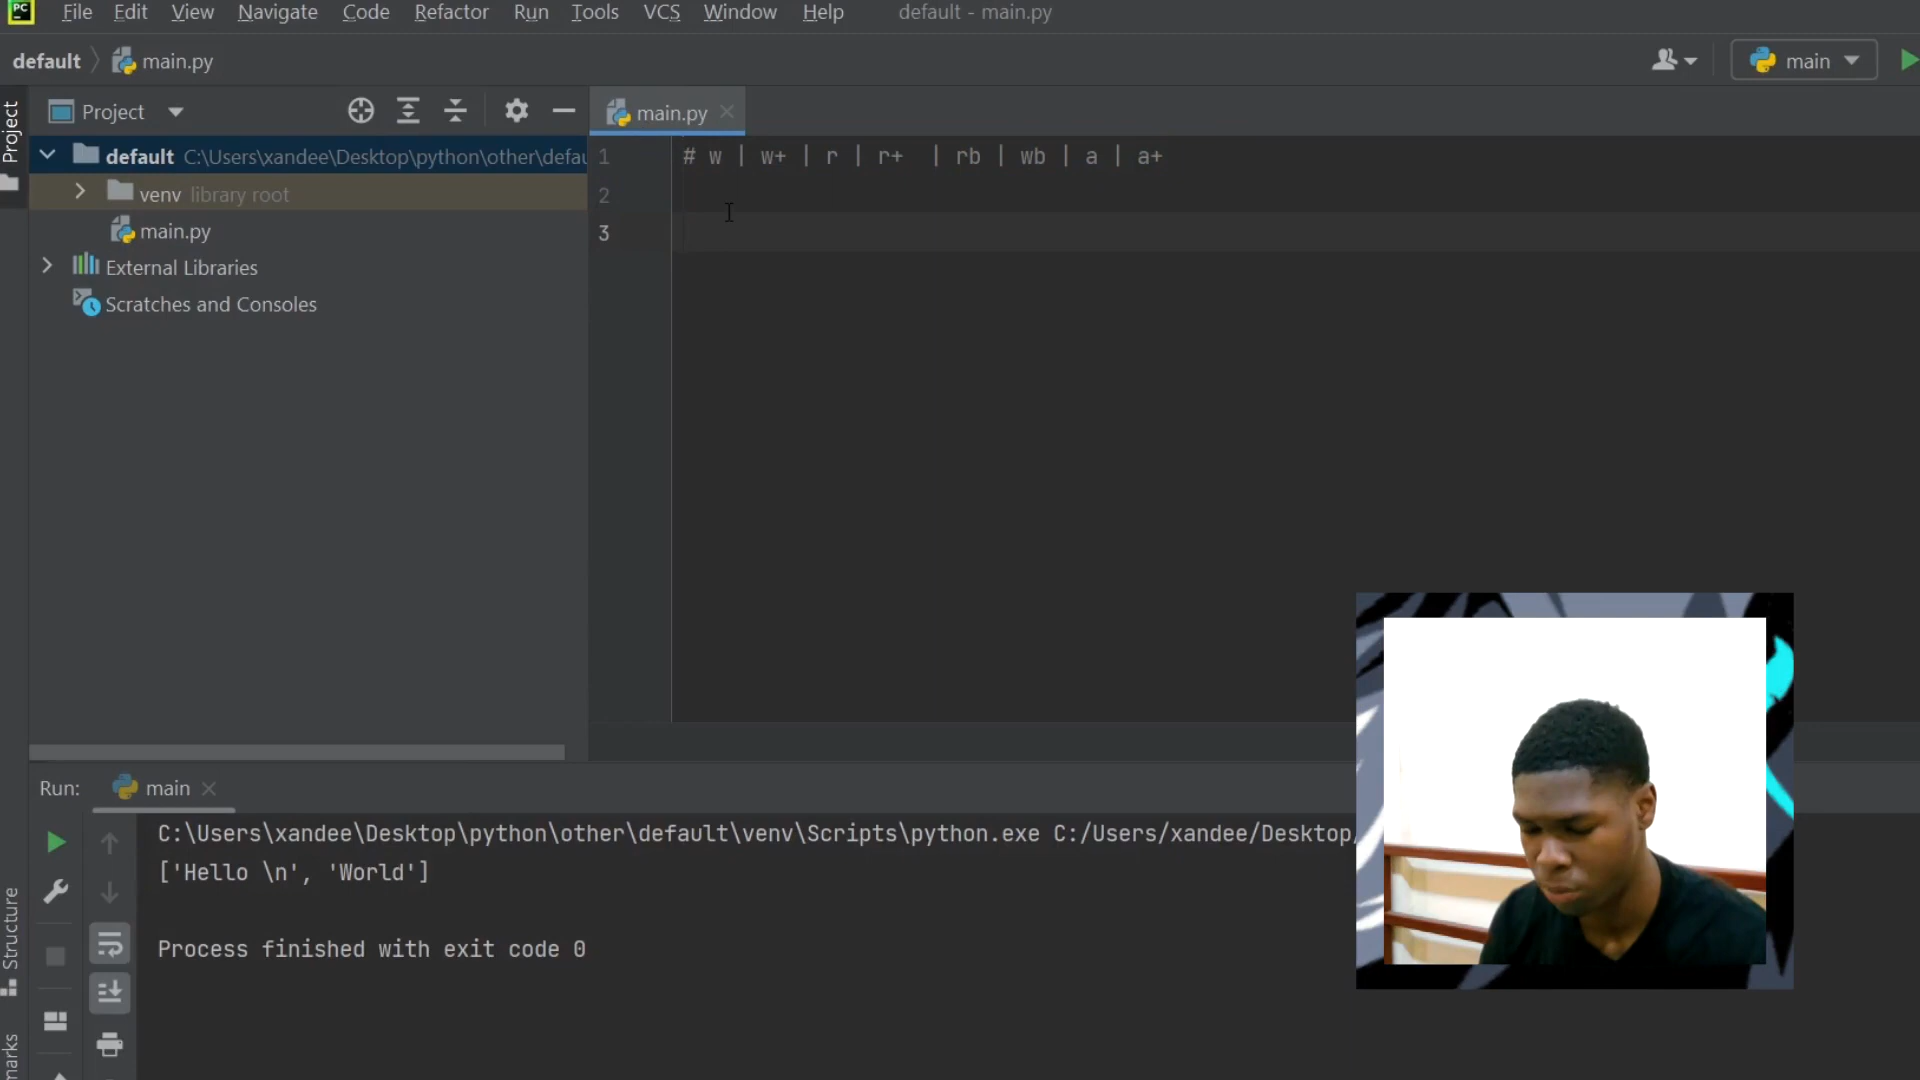 PC File Edit View Navigate Code Refactor Run Tools VCS Window Help default - main.py
default main.py main
Project
Project
main.py
default C:\Users\xandee\Desktop\python\other\defau
venv library root
main.py
External Libraries
Scratches and Consoles
1 # w | w+ | r | r+ | rb | wb | a | a+
2
3
Run: main
C:\Users\xandee\Desktop\python\other\default\venv\Scripts\python.exe C:/Users/xandee/Desktop/
['Hello \n', 'World']
Process finished with exit code 0
Structure
marks